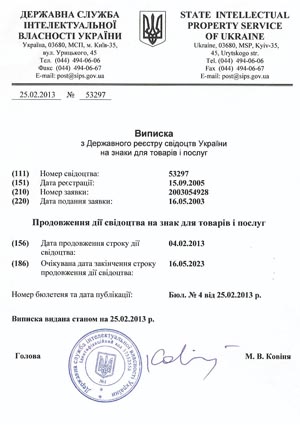 ДЕРЖАВНА СЛУЖБА
ІНТЕЛЕКТУАЛЬНОЇ
ВЛАСНОСТІ УКРАЇНИ
Україна, 03680, МСП, м. Київ-35,
вул. Урицького, 45
Тел. (044) 494-06-06
Факс (044) 494-06-67
E-mail: post@sips.gov.ua
STATE INTELLECTUAL
PROPERTY SERVICE
OF UKRAINE
Ukraine, 03680, MSP, Kyiv-35,
45, Urytskogo str.
Tel. (044) 494-06-06
Fax (044) 494-06-67
E-mail: post@sips.gov.ua
25.02.2013 № 53297
Виписка
з Державного реєстру свідоцтв України
на знаки для товарів і послуг
(111) Номер свідоцтва: 53297
(151) Дата реєстрації: 15.09.2005
(210) Номер заявки: 2003054928
(220) Дата подання заявки: 16.05.2003
Продовження дії свідоцтва на знак для товарів і послуг
(156) Дата продовження строку дії 04.02.2013
свідоцтва:
(186) Очікувана дата закінчення строку 16.05.2023
продовження дії свідоцтва:
Номер бюлетеня та дата публікації: Бюл. № 4 від 25.02.2013 р.
Виписка видана станом на 25.02.2013 р.
Голова М. В. Ковіня